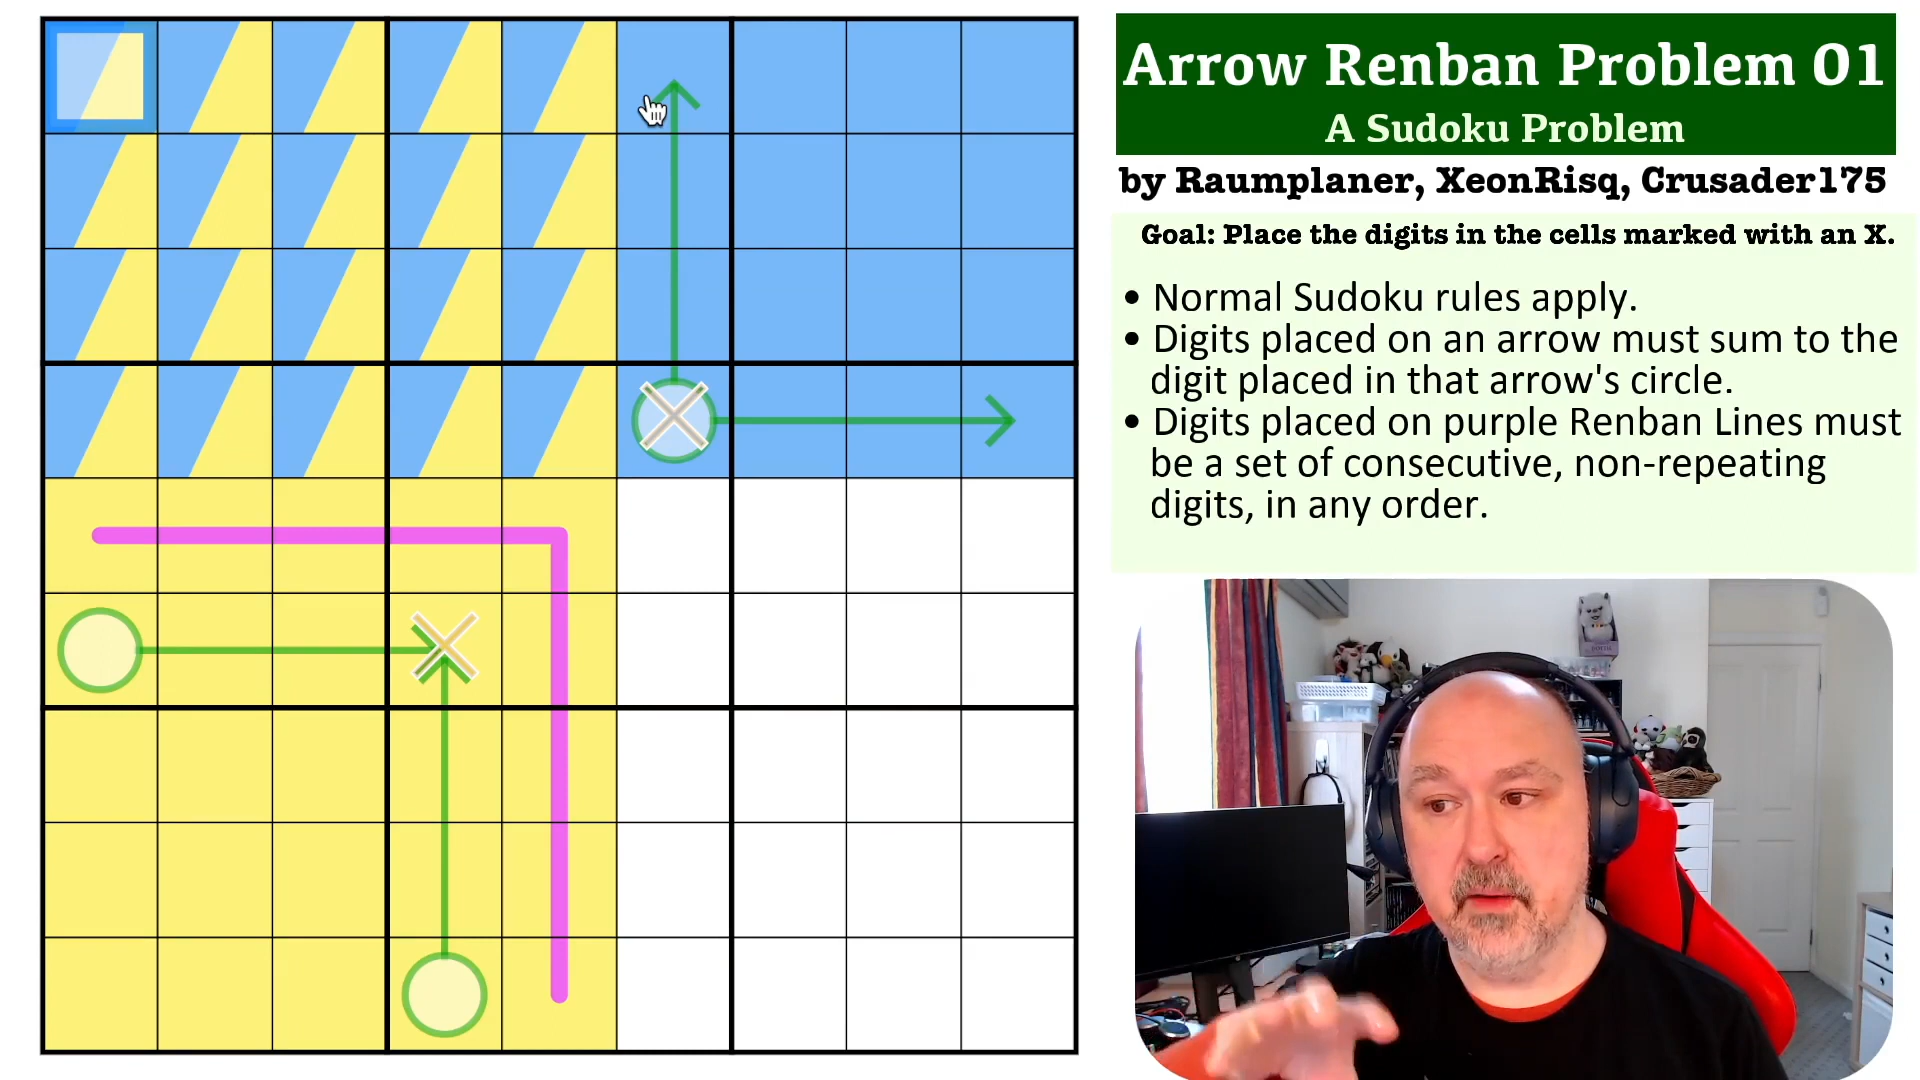 Arrow Renban Problem 01
A Sudoku Problem
by Raumplaner, XeonRisq, Crusader175
Goal: Place the digits in the cells marked with an X.
• Normal Sudoku rules apply.
• Digits placed on an arrow must sum to the
digit placed in that arrow's circle.
• Digits placed on purple Renban Lines must
be a set of consecutive, non-repeating
digits, in any order.